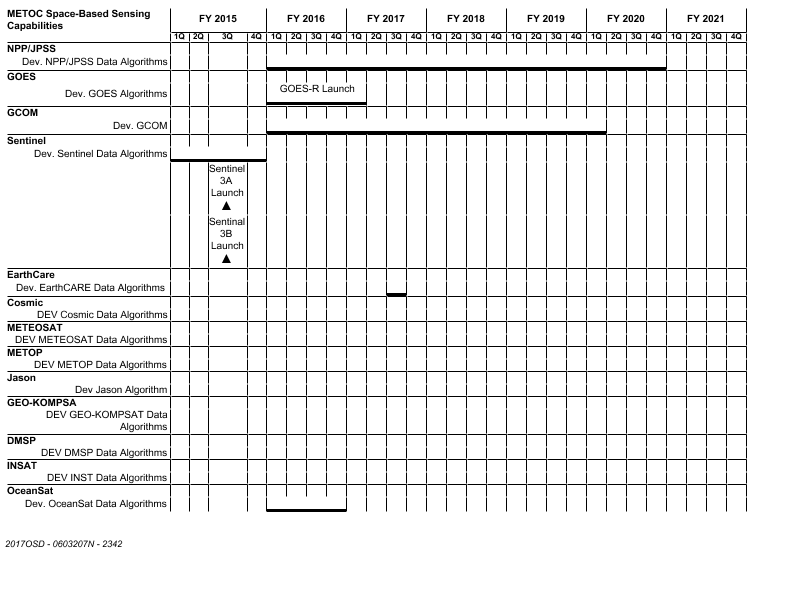 METOC Space-Based Sensing
Capabilities
FY 2015 FY 2016 FY 2017 FY 2018 FY 2019 FY 2020 FY 2021
1Q 2Q 3Q 4Q 1Q 2Q 3Q 4Q 1Q 2Q 3Q 4Q 1Q 2Q 3Q 4Q 1Q 2Q 3Q 4Q 1Q 2Q 3Q 4Q 1Q 2Q 3Q 4Q
NPP/JPSS
Dev. NPP/JPSS Data Algorithms
GOES
GOES-R Launch
Dev. GOES Algorithms
GCOM
Dev. GCOM
Sentinel
Dev. Sentinel Data Algorithms
Sentinel
3A
Launch
Sentinal
3B
Launch
EarthCare
Dev. EarthCARE Data Algorithms
Cosmic
DEV Cosmic Data Algorithms
METEOSAT
DEV METEOSAT Data Algorithms
METOP
DEV METOP Data Algorithms
Jason
Dev Jason Algorithm
GEO-KOMPSA
DEV GEO-KOMPSAT Data
Algorithms
DMSP
DEV DMSP Data Algorithms
INSAT
DEV INST Data Algorithms
OceanSat
Dev. OceanSat Data Algorithms
2017OSD - 0603207N - 2342